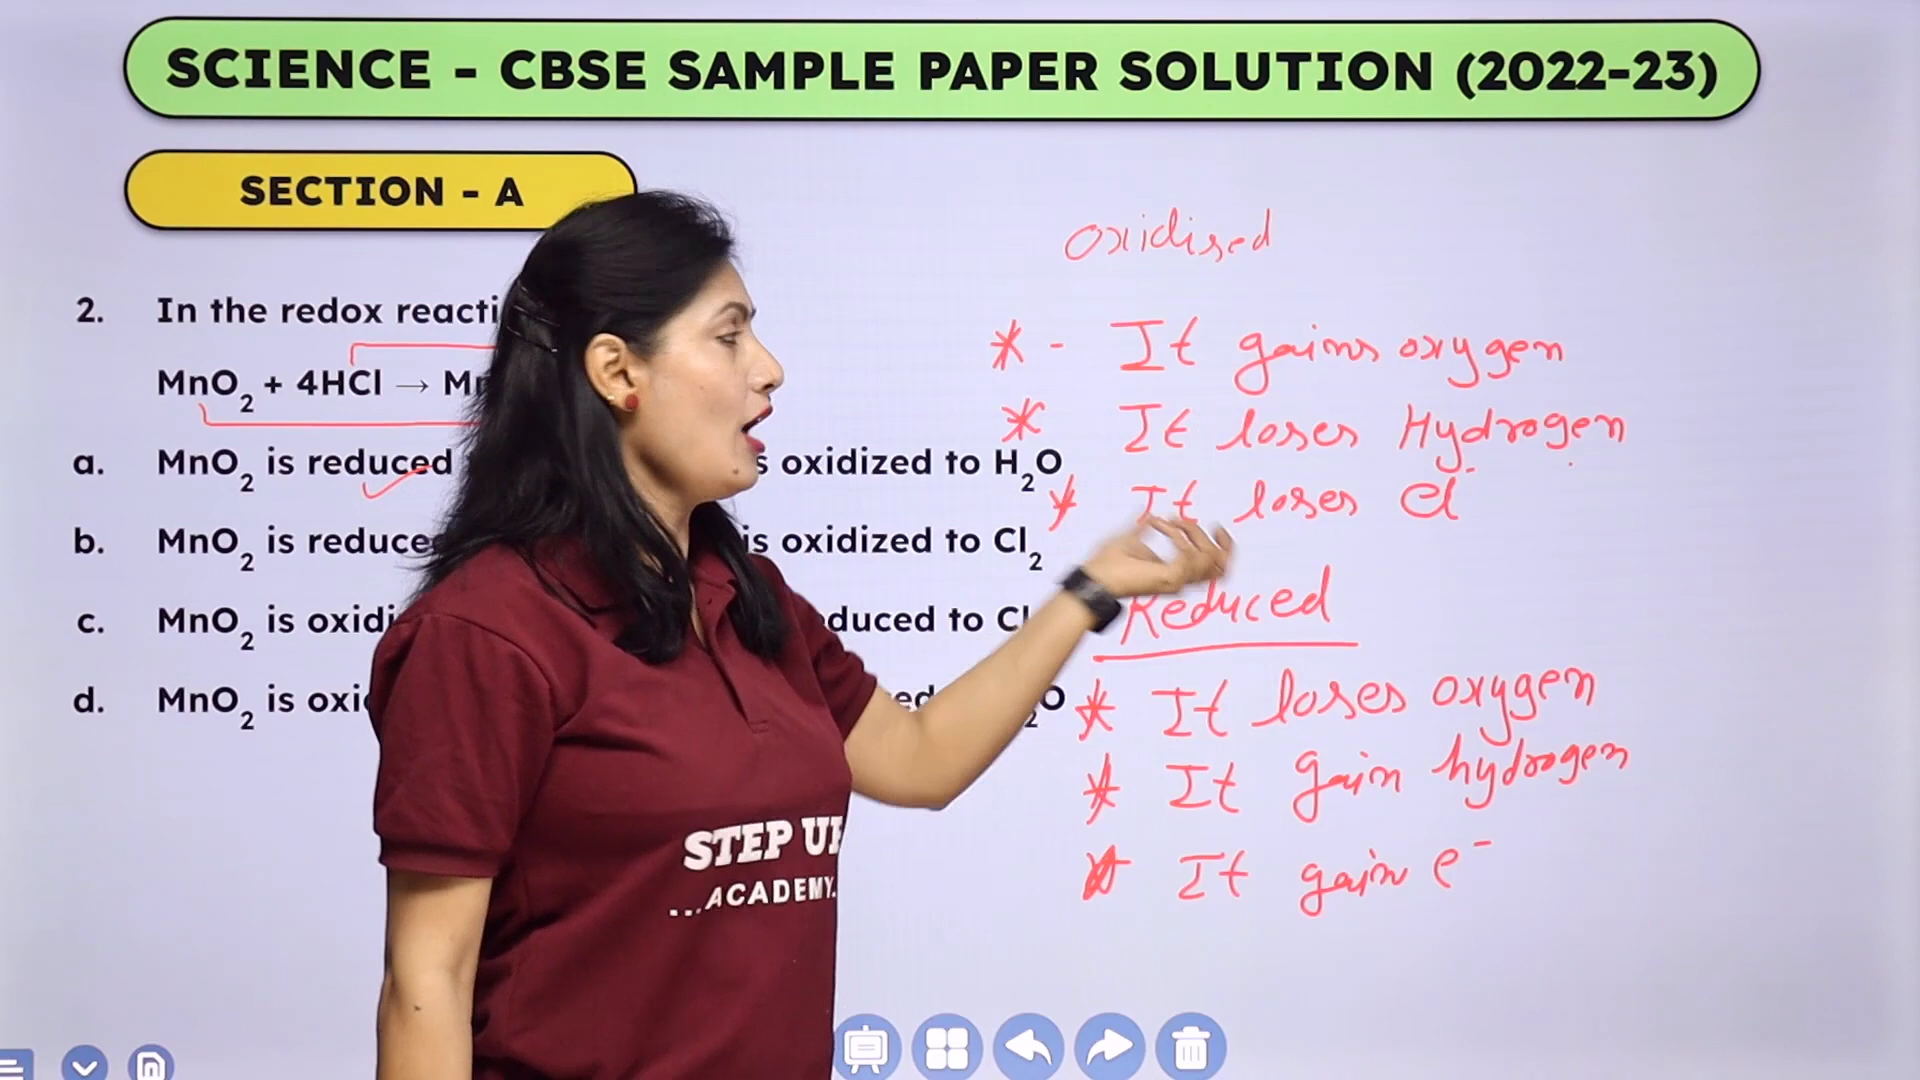 SCIENCE - CBSE SAMPLE PAPER SOLUTION (2022-23)
SECTION - A
2. In the redox reacti
MnO2 + 4HCl → Mn
a. MnO2 is reduced s oxidized to H2O
b. MnO2 is reduce is oxidized to Cl2
c. MnO2 is oxidi duced to Cl
d. MnO2 is oxid ed 2O
oxidised
* - It gains oxygen
* It loses Hydrogen
* It loses
Reduced
* It loses oxygen
* It gain hydrogen
* It gain e-
STEP UP
...ACADEMY.